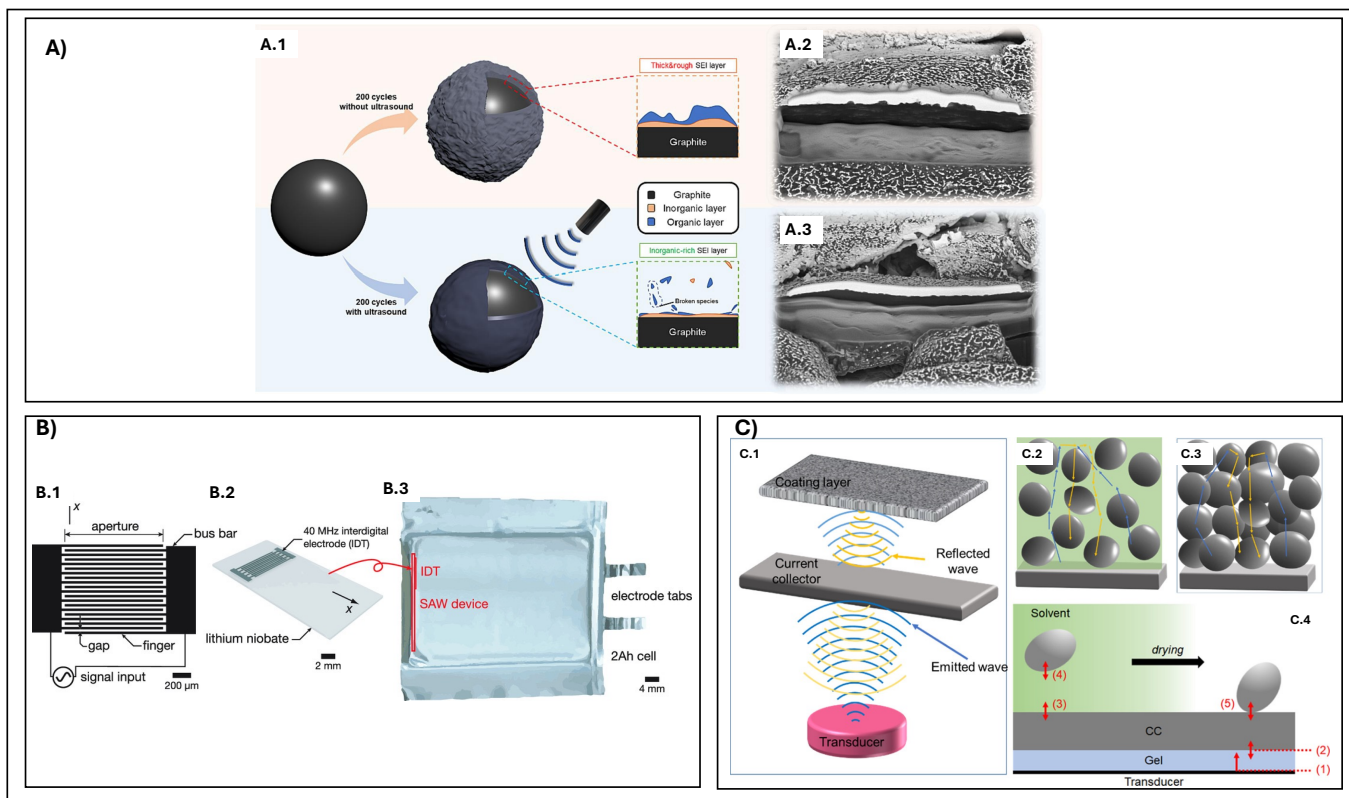 A)
A.1
200 cycles
without ultrasound
200 cycles
with ultrasound
Thick&rough SEI layer
Graphite
Graphite
Inorganic layer
Organic layer
Inorganic-rich SEI layer
Broken species
Graphite
A.2
A.3
B)
B.1
x
aperture
bus bar
gap
finger
signal input
200 µm
B.2
40 MHz interdigital
electrode (IDT)
x
lithium niobate
2 mm
B.3
IDT
SAW device
electrode tabs
2Ah cell
4 mm
C)
C.1
Coating layer
Reflected
wave
Current
collector
Emitted wave
Transducer
C.2
C.3
C.4
Solvent
drying
(4)
(3)
(5)
CC
(2)
Gel
(1)
Transducer